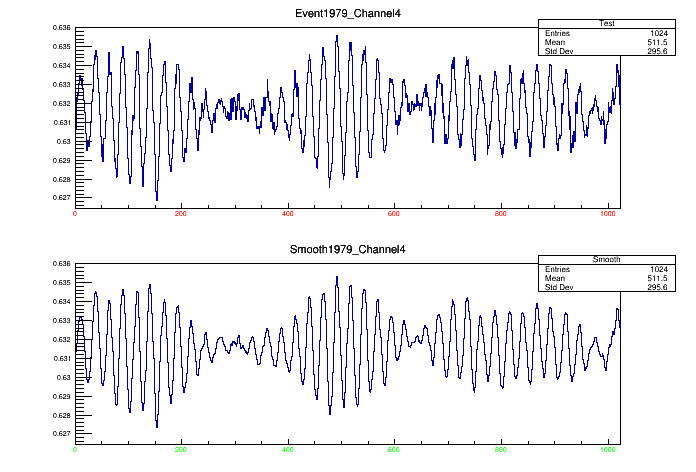 Event1979_Channel4
Test
Entries 1024
Mean 511.5
Std Dev 295.6
0.636
0.635
0.634
0.633
0.632
0.631
0.63
0.629
0.628
0.627
0 200 400 600 800 1000
Smooth1979_Channel4
Smooth
Entries 1024
Mean 511.5
Std Dev 295.6
0.636
0.635
0.634
0.633
0.632
0.631
0.63
0.629
0.628
0.627
0 200 400 600 800 1000